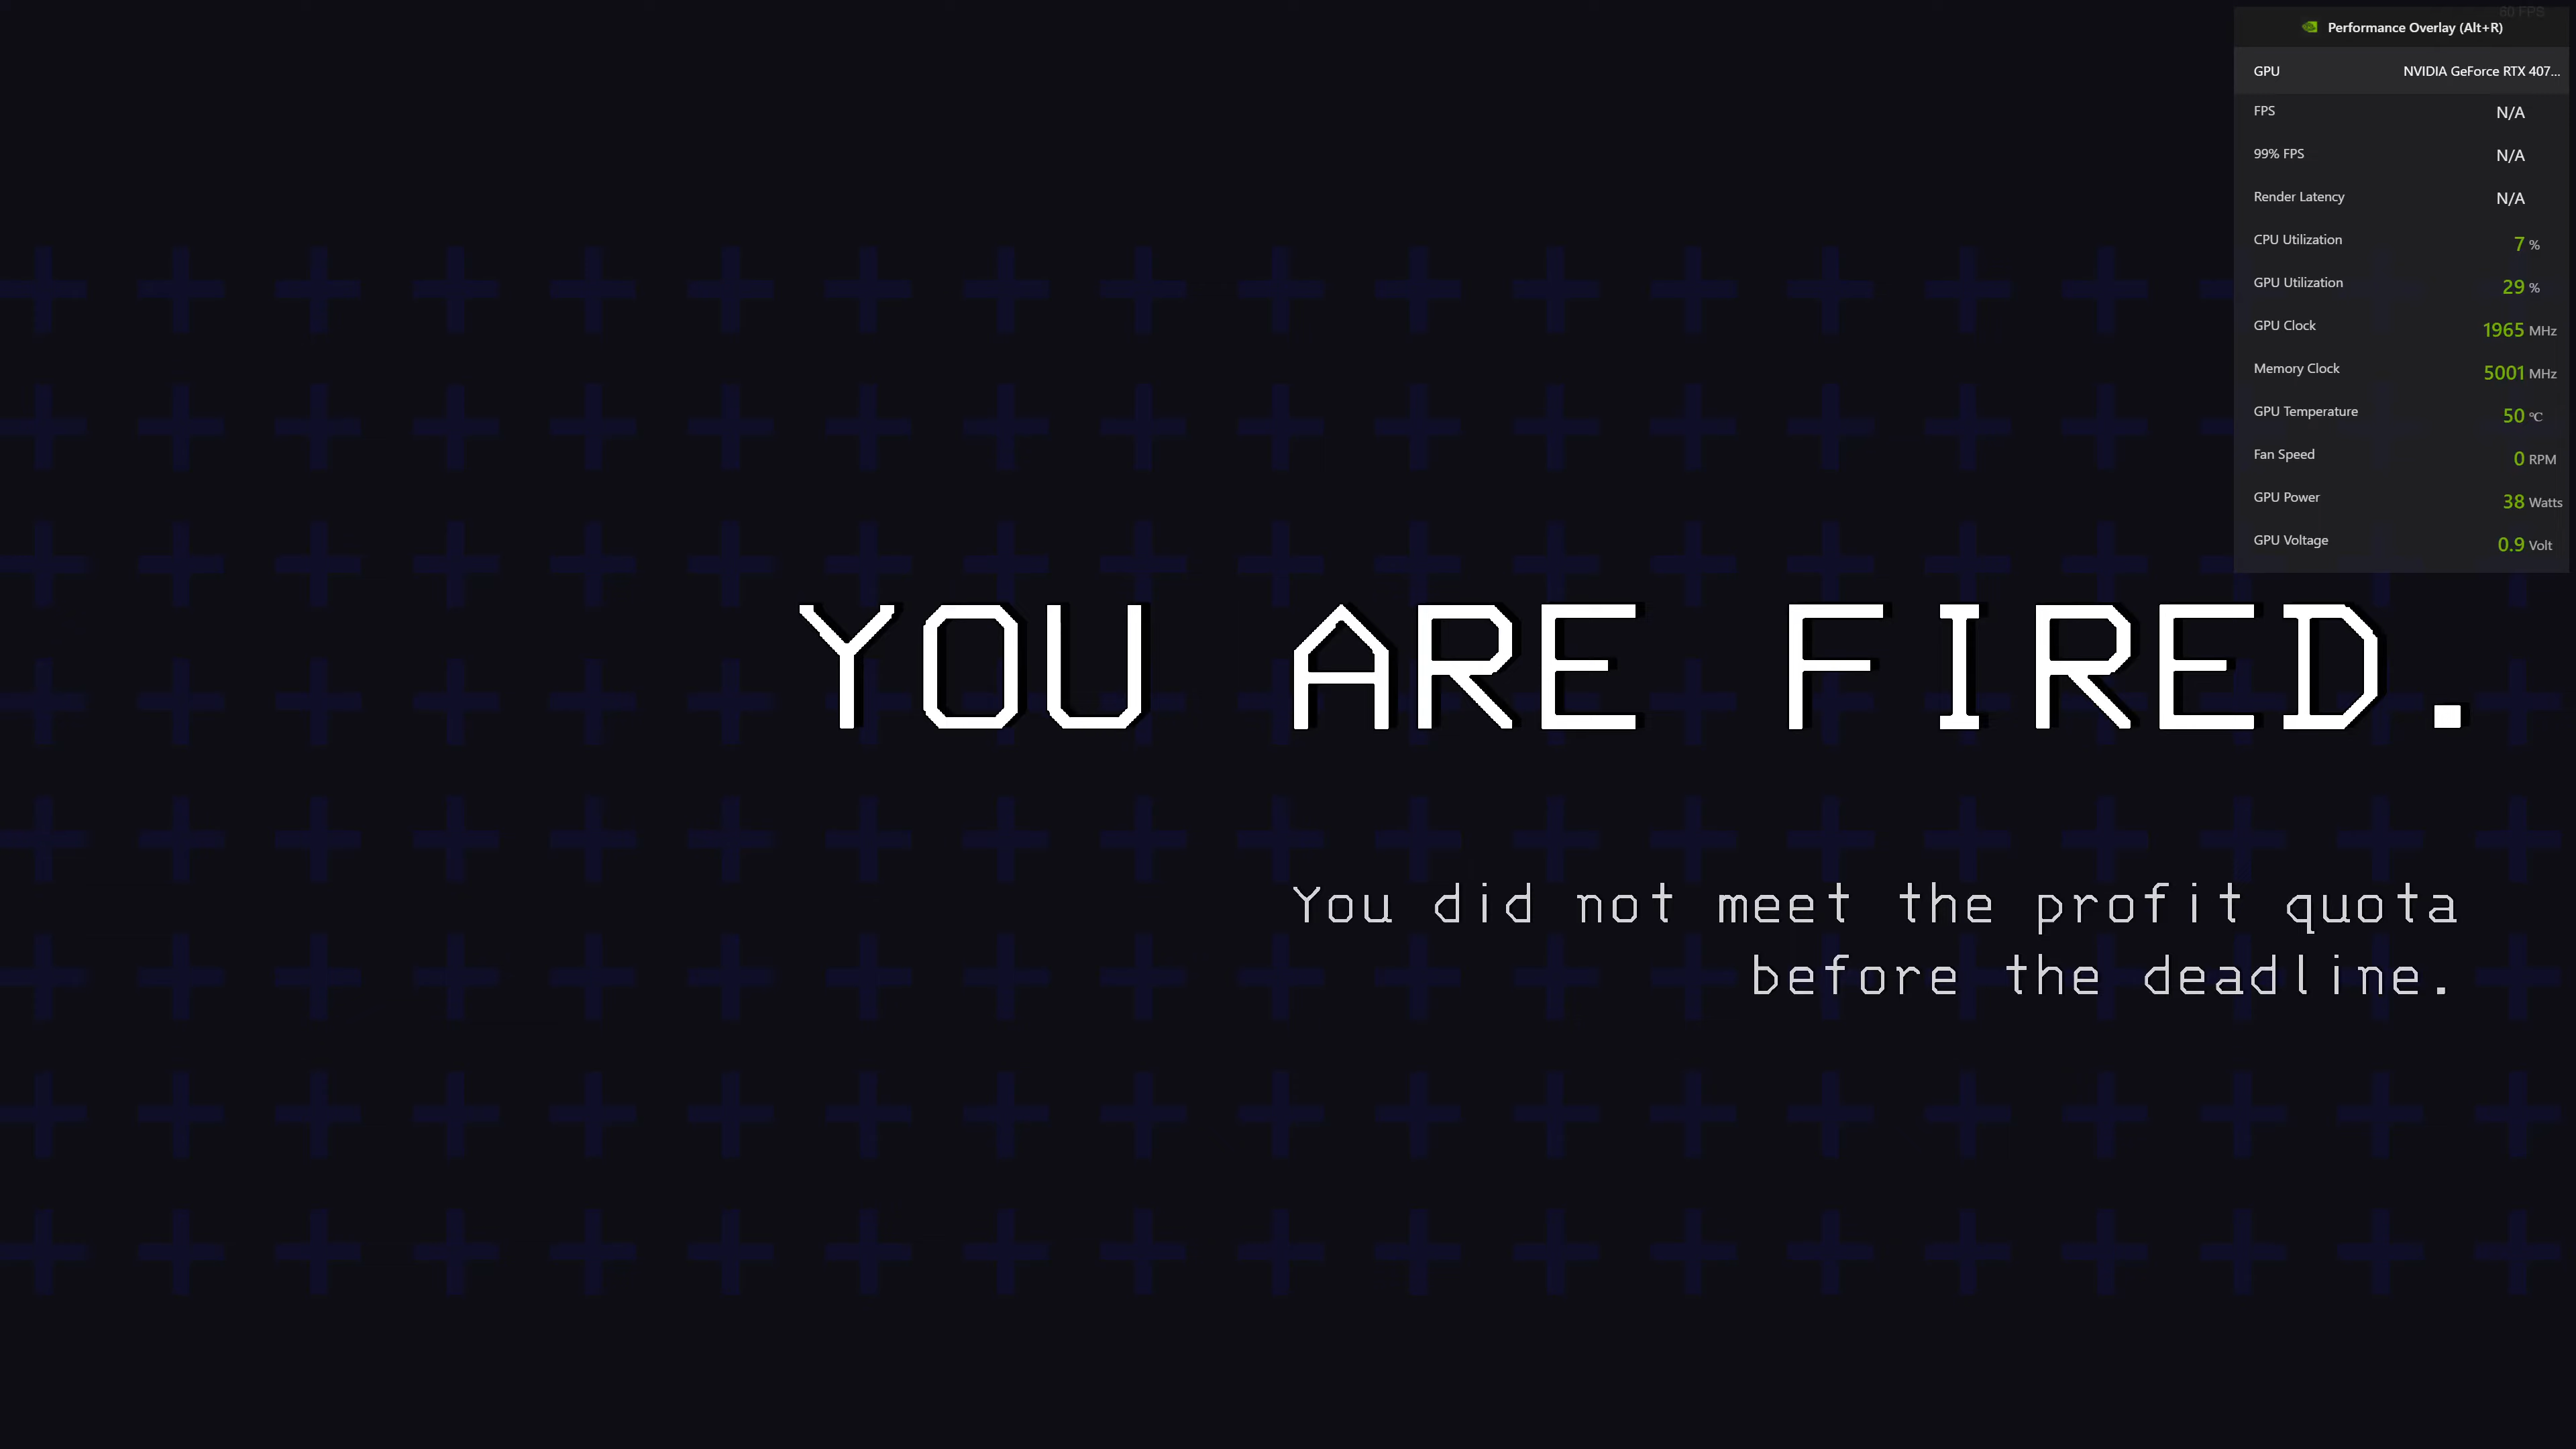 60 FPS
Performance Overlay (Alt+R)
GPU NVIDIA GeForce RTX 407...
FPS N/A
99% FPS N/A
Render Latency N/A
CPU Utilization 7 %
GPU Utilization 29 %
GPU Clock 1965 MHz
Memory Clock 5001 MHz
GPU Temperature 50 °C
Fan Speed 0 RPM
GPU Power 38 Watts
GPU Voltage 0.9 Volt
YOU ARE FIRED.
You did not meet the profit quota
before the deadline.